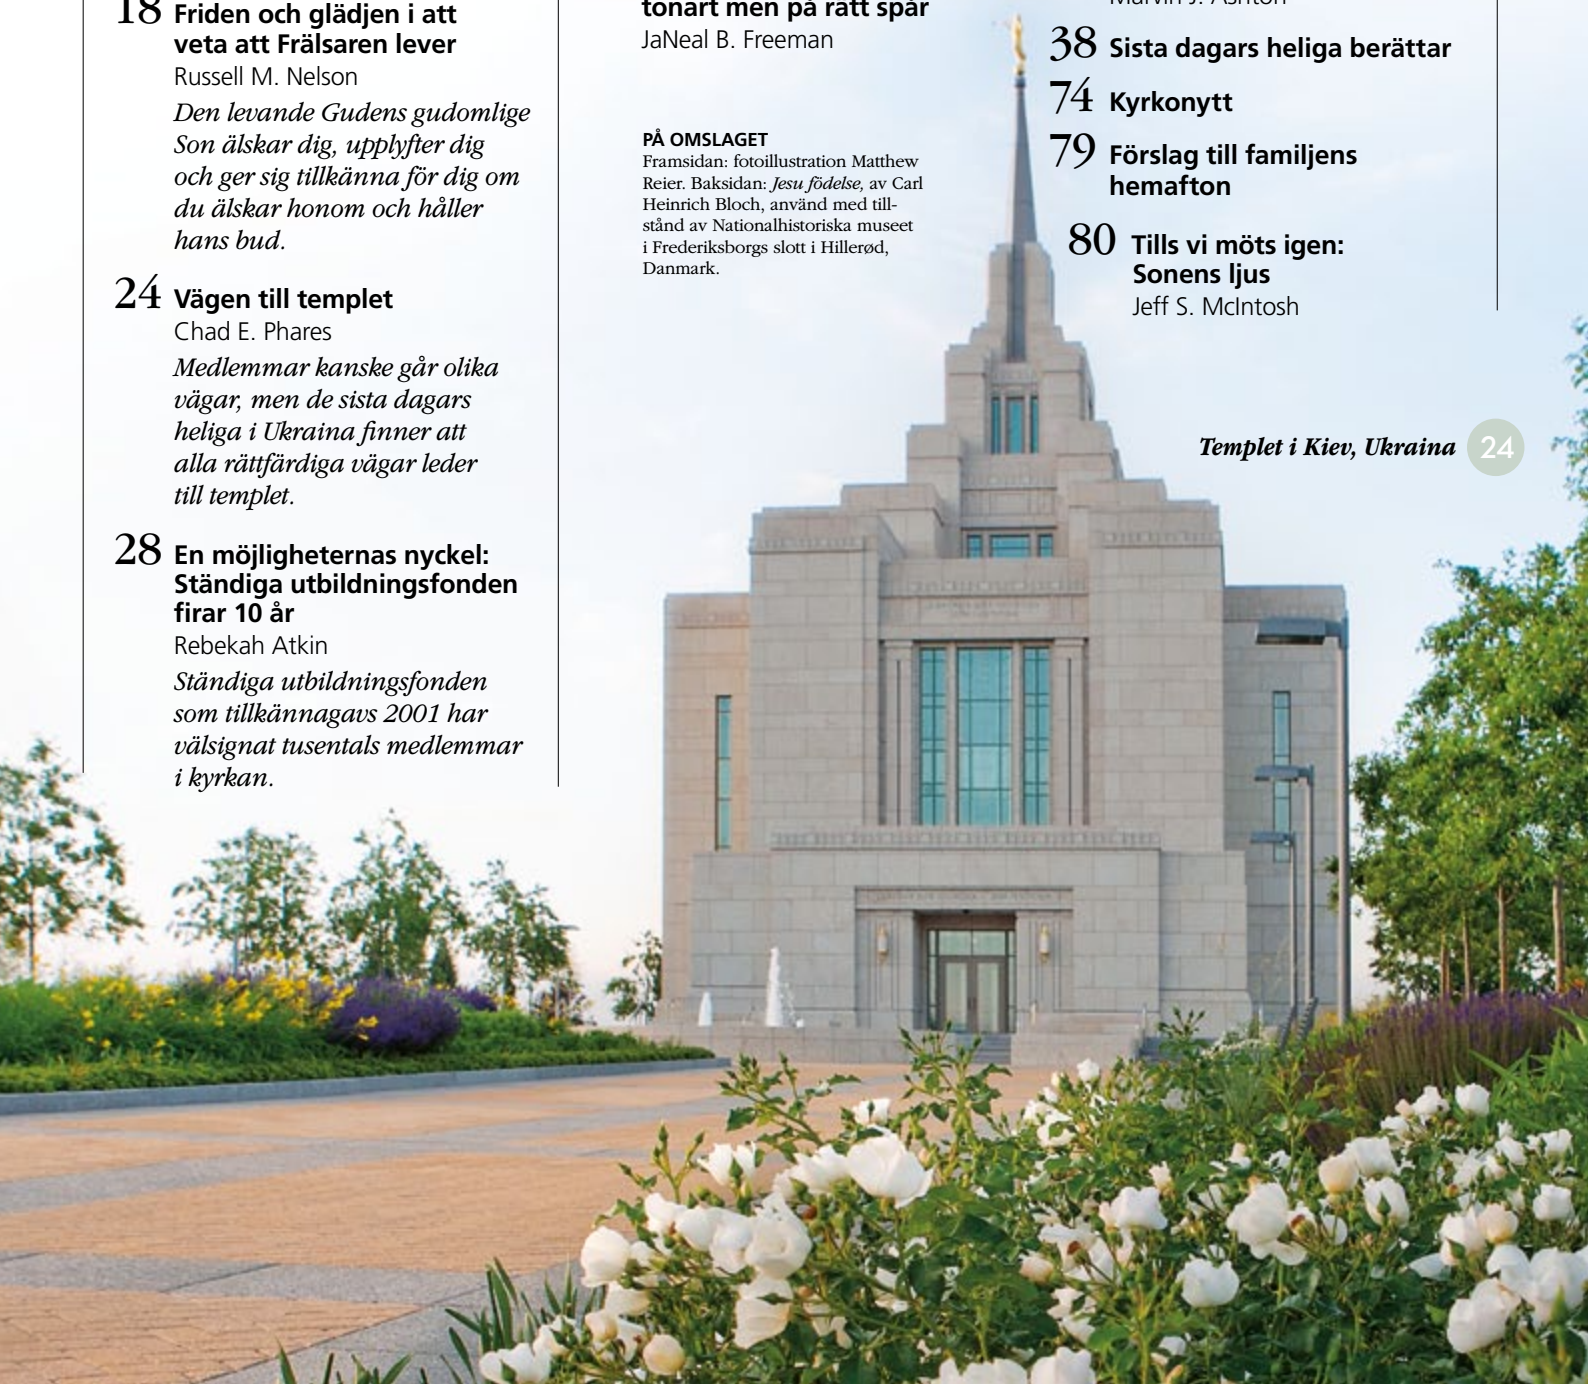 18 Friden och glädjen i att
veta att Frälsaren lever
Russell M. Nelson
Den levande Gudens gudomlige
Son älskar dig, upplyfter dig
och ger sig tillkänna för dig om
du älskar honom och håller
hans bud.
24 Vägen till templet
Chad E. Phares
Medlemmar kanske går olika
vägar, men de sista dagars
heliga i Ukraina finner att
alla rättfärdiga vägar leder
till templet.
28 En möjligheternas nyckel:
Ständiga utbildningsfonden
firar 10 år
Rebekah Atkin
Ständiga utbildningsfonden
som tillkännagavs 2001 har
välsignat tusentals medlemmar
i kyrkan.
tonart men på rätt spår
JaNeal B. Freeman
PÅ OMSLAGET
Framsidan: fotoillustration Matthew
Reier. Baksidan: Jesu födelse, av Carl
Heinrich Bloch, använd med till-
stånd av Nationalhistoriska museet
i Frederiksborgs slott i Hillerød,
Danmark.
Marvin J. Ashton
38 Sista dagars heliga berättar
74 Kyrkonytt
79 Förslag till familjens
hemafton
80 Tills vi möts igen:
Sonens ljus
Jeff S. McIntosh
Templet i Kiev, Ukraina 24